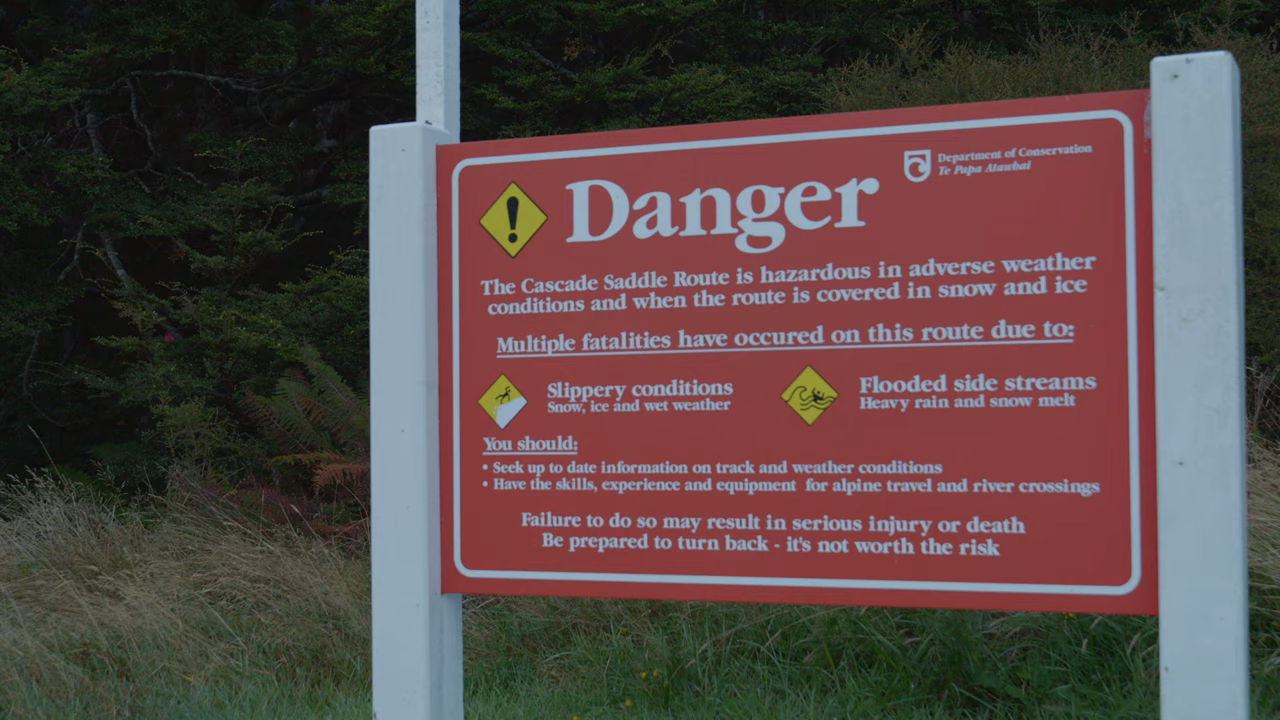 Department of Conservation
Te Papa Atawhai
Danger
The Cascade Saddle Route is hazardous in adverse weather
conditions and when the route is covered in snow and ice
Multiple fatalities have occured on this route due to:
Slippery conditions
Snow, ice and wet weather
Flooded side streams
Heavy rain and snow melt
You should:
• Seek up to date information on track and weather conditions
• Have the skills, experience and equipment for alpine travel and river crossings
Failure to do so may result in serious injury or death
Be prepared to turn back - it's not worth the risk